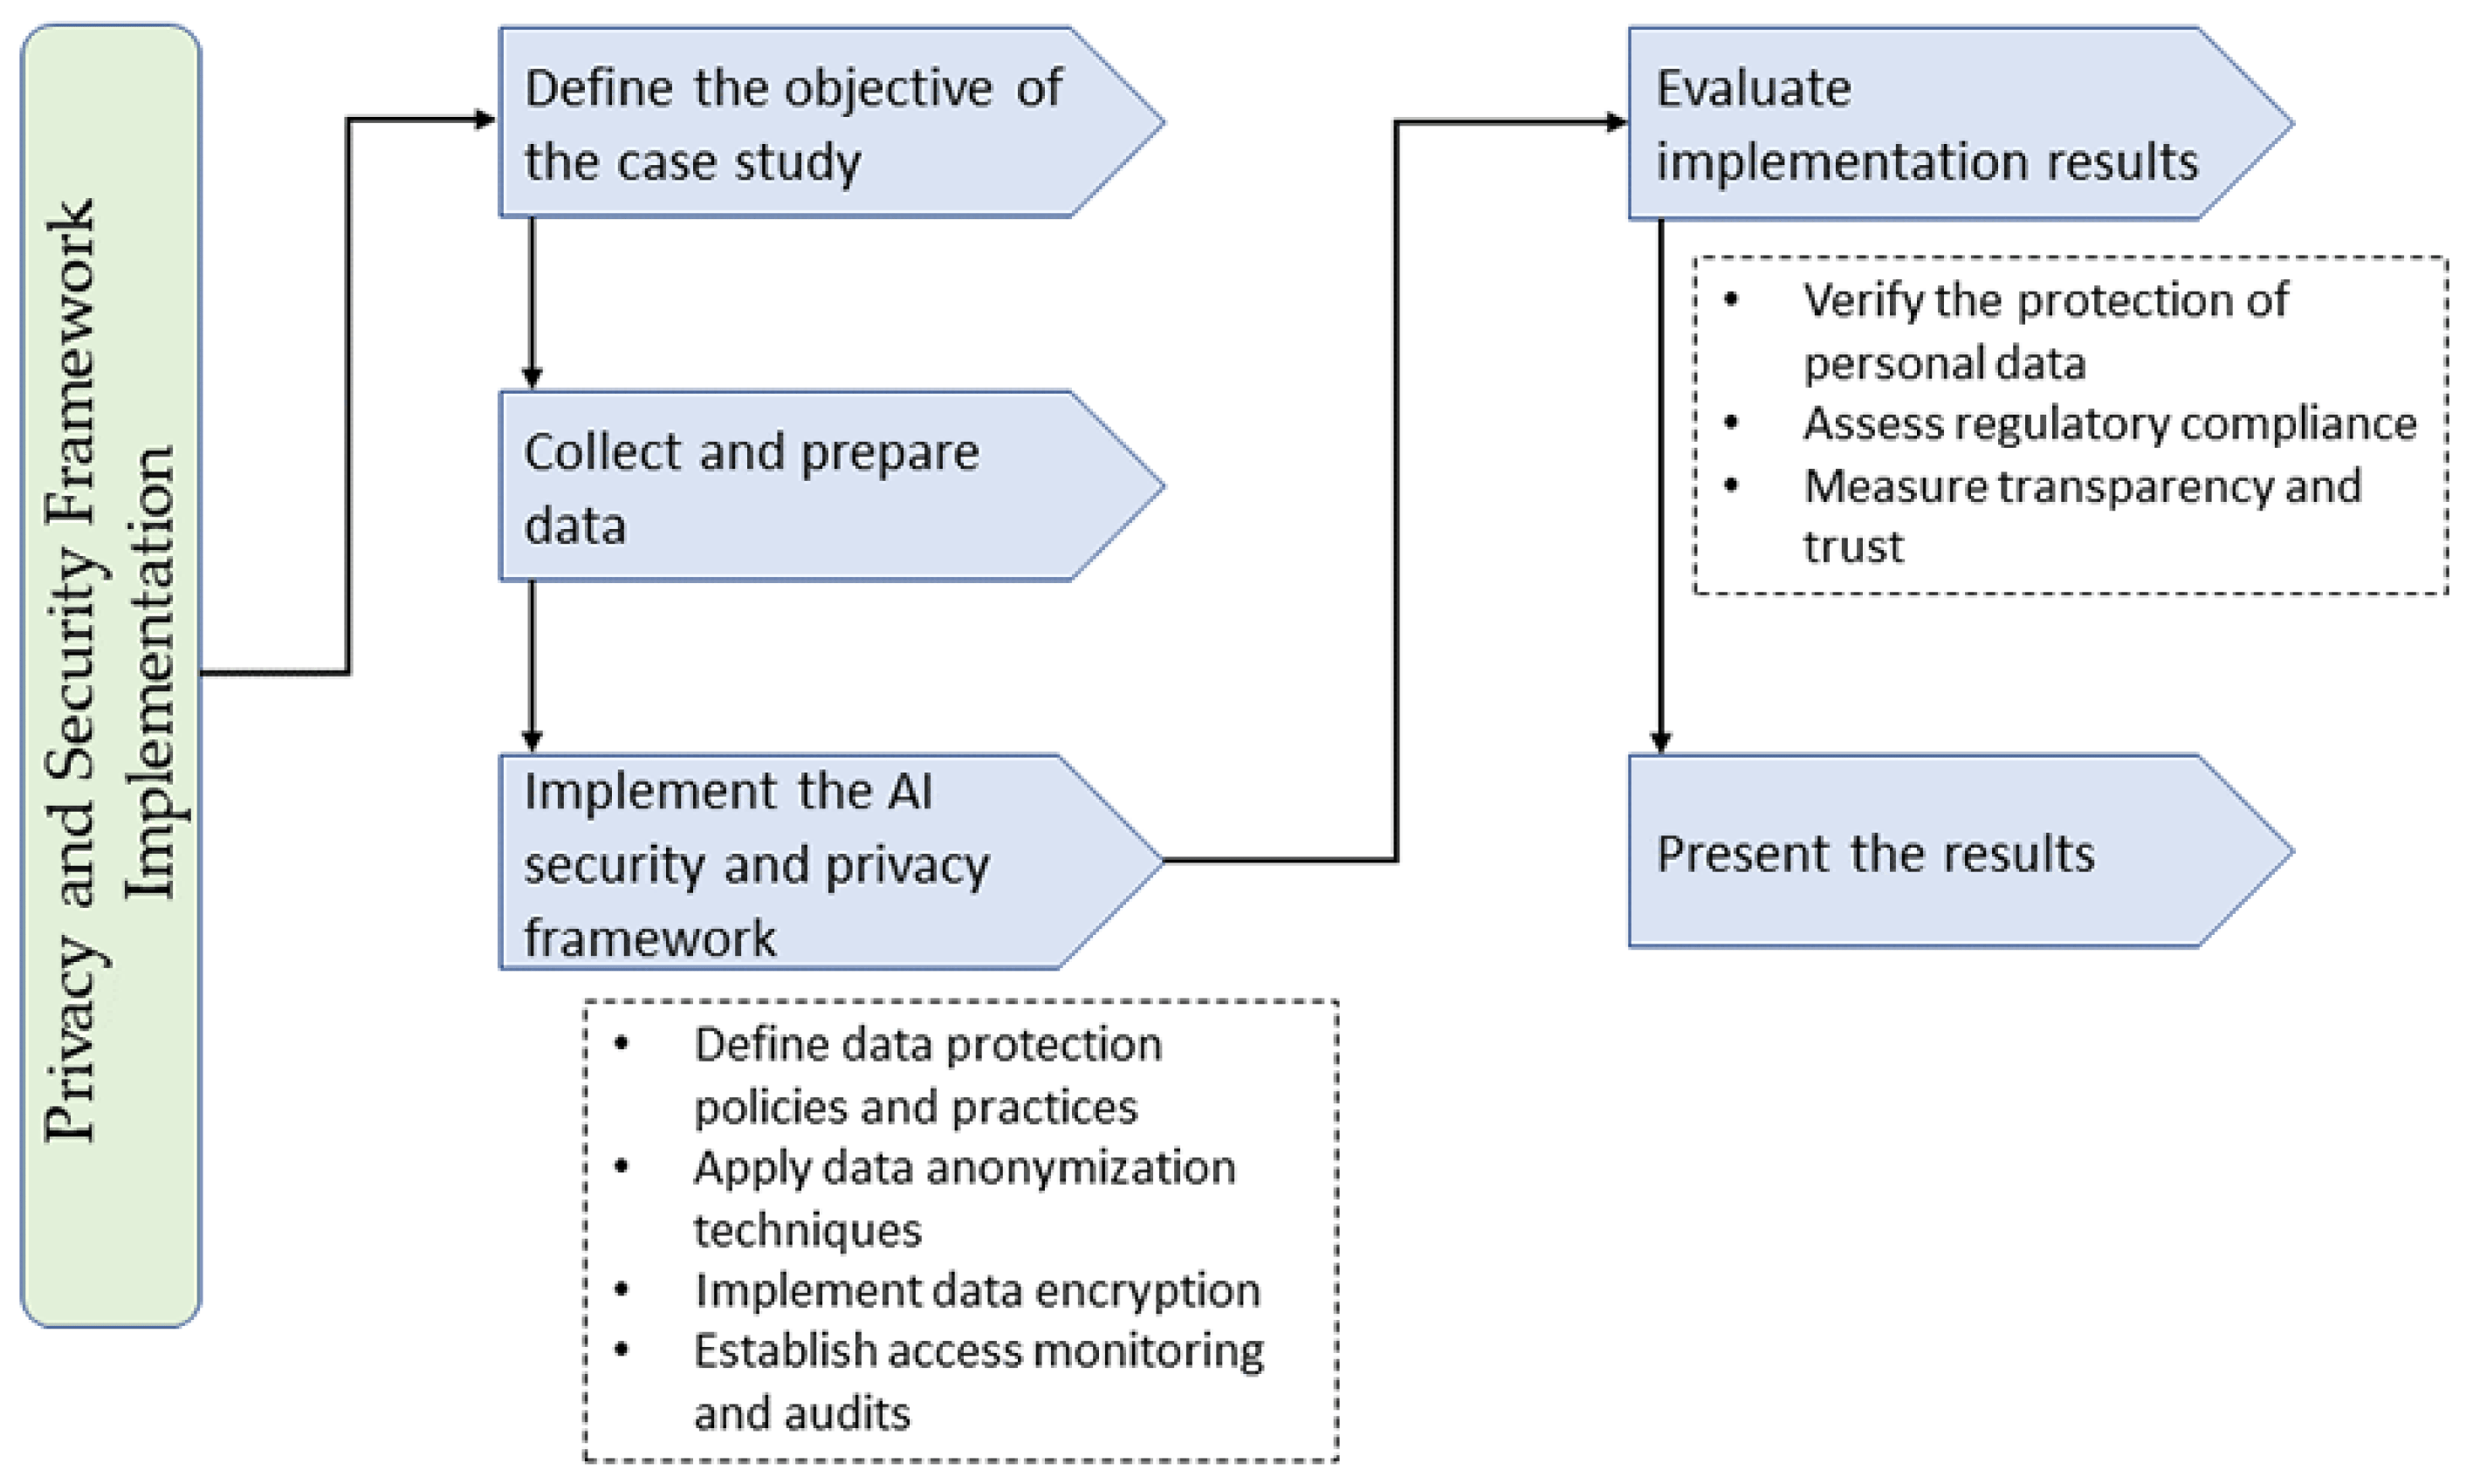 Privacy and Security Framework
Implementation
Define the objective of
the case study
Collect and prepare
data
Implement the AI
security and privacy
framework
• Define data protection
policies and practices
• Apply data anonymization
techniques
• Implement data encryption
• Establish access monitoring
and audits
Evaluate
implementation results
• Verify the protection of
personal data
• Assess regulatory compliance
• Measure transparency and
trust
Present the results